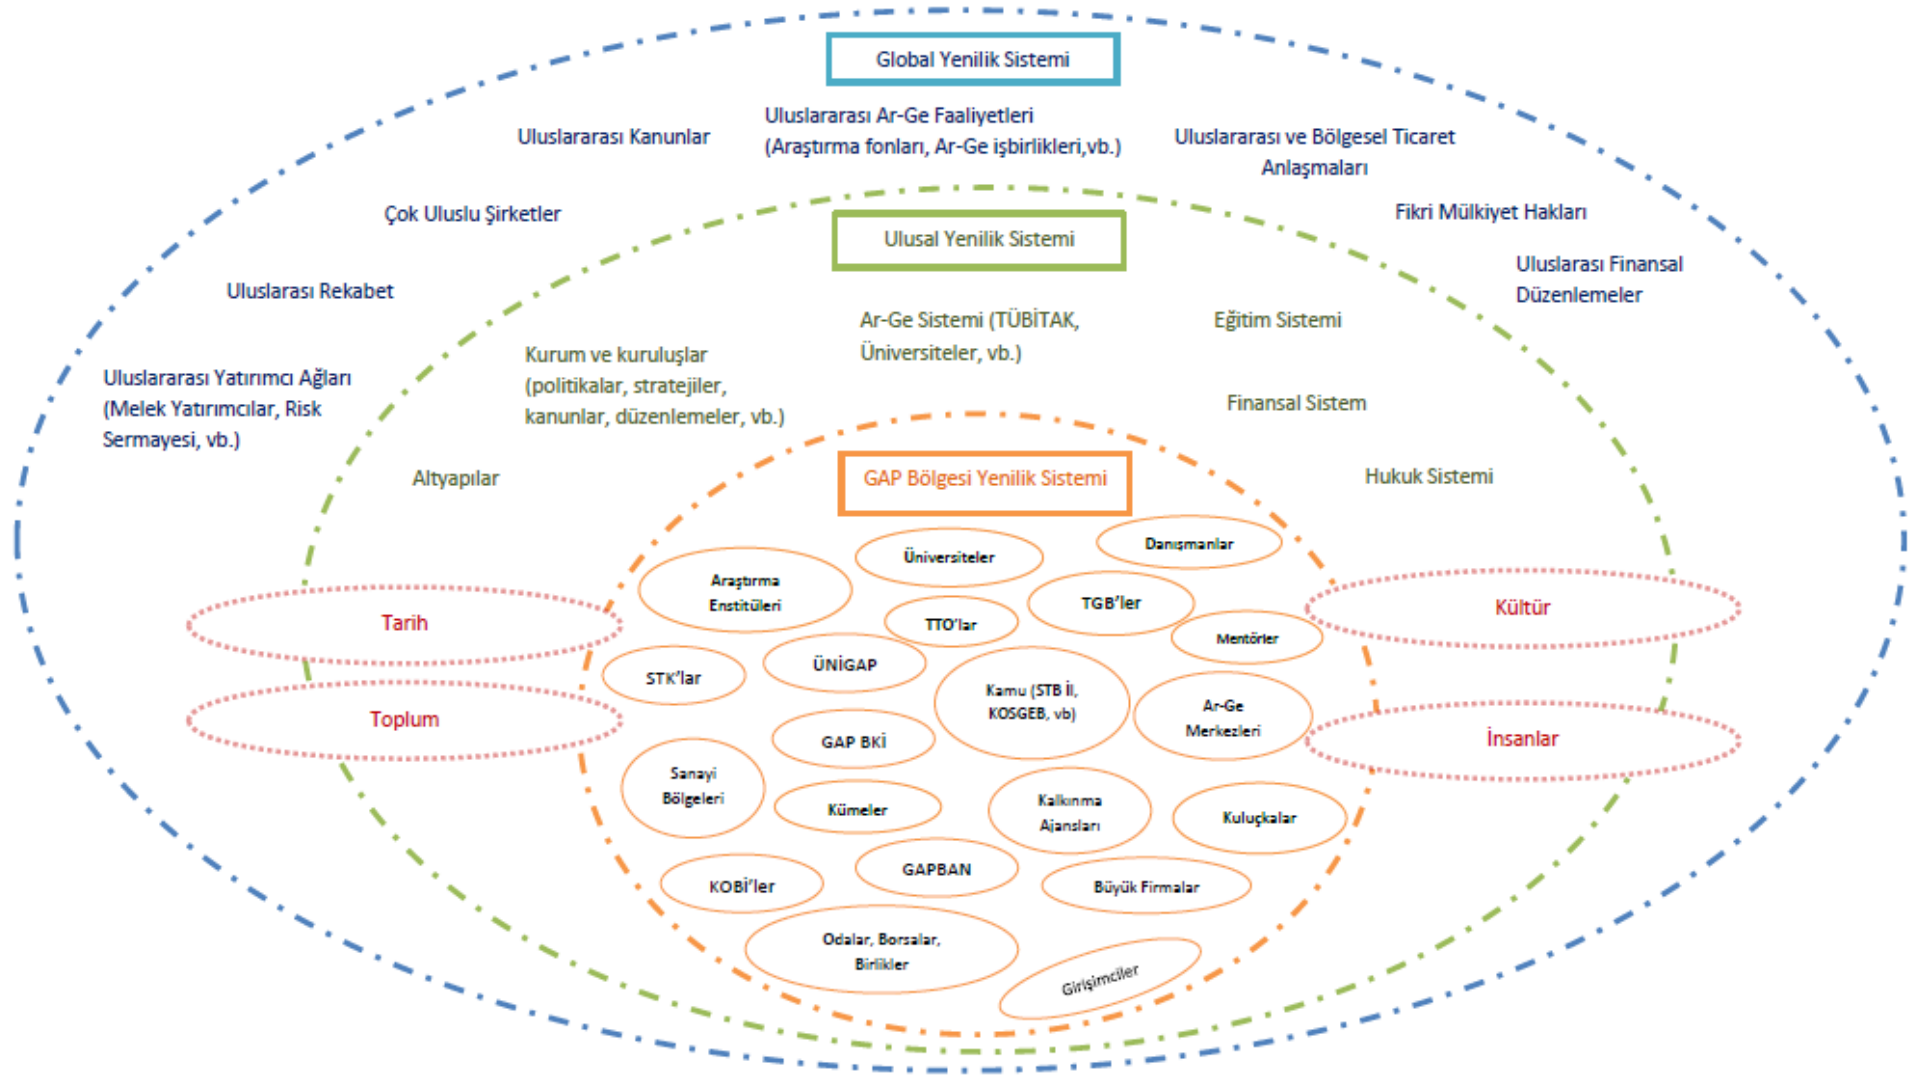 Global Yenilik Sistemi
Uluslararası Kanunlar
Uluslararası Ar-Ge Faaliyetleri
(Araştırma fonları, Ar-Ge işbirlikleri,vb.)
Uluslararası ve Bölgesel Ticaret
Anlaşmaları
Çok Uluslu Şirketler
Fikri Mülkiyet Hakları
Uluslarası Rekabet
Uluslarası Finansal
Düzenlemeler
Uluslararası Yatırımcı Ağları
(Melek Yatırımcılar, Risk
Sermayesi, vb.)
Ulusal Yenilik Sistemi
Kurum ve kuruluşlar
(politikalar, stratejiler,
kanunlar, düzenlemeler, vb.)
Ar-Ge Sistemi (TÜBİTAK,
Üniversiteler, vb.)
Eğitim Sistemi
Finansal Sistem
Altyapılar
Hukuk Sistemi
GAP Bölgesi Yenilik Sistemi
Üniversiteler
Danışmanlar
Araştırma
Enstitüleri
TTO'lar
TGB'ler
Mentörler
Tarih
Kültür
STK'lar
ÜNİGAP
Kamu (STB İl,
KOSGEB, vb)
Ar-Ge
Merkezleri
Toplum
İnsanlar
GAP BKİ
Sanayi
Bölgeleri
Kümeler
Kalkınma
Ajansları
Kuluçkalar
KOBİ'ler
GAPBAN
Büyük Firmalar
Odalar, Borsalar,
Birlikler
Girişimciler